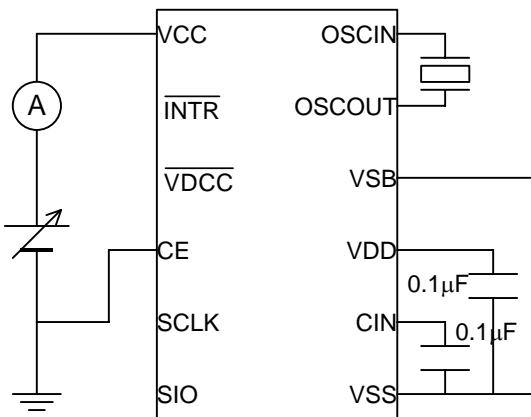 VCC
OSCIN
A
INTR
OSCOUT
VDCC
VSB
CE
VDD
0.1μF
SCLK
CIN
0.1μF
SIO
VSS